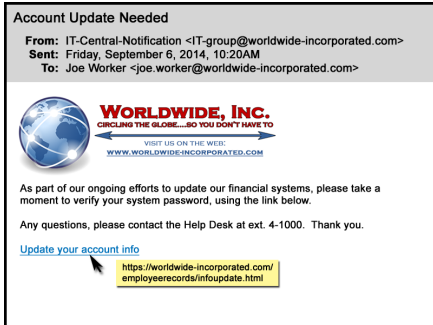 Account Update Needed
From: IT-Central-Notification <IT-group@worldwide-incorporated.com>
Sent: Friday, September 6, 2014, 10:20AM
To: Joe Worker <joe.worker@worldwide-incorporated.com>
WORLDWIDE, INC.
CIRCLING THE GLOBE....SO YOU DON'T HAVE TO
VISIT US ON THE WEB:
WWW.WORLDWIDE-INCORPORATED.COM
As part of our ongoing efforts to update our financial systems, please take a
moment to verify your system password, using the link below.
Any questions, please contact the Help Desk at ext. 4-1000.  Thank you.
Update your account info
https://worldwide-incorporated.com/
employeerecords/infoupdate.html